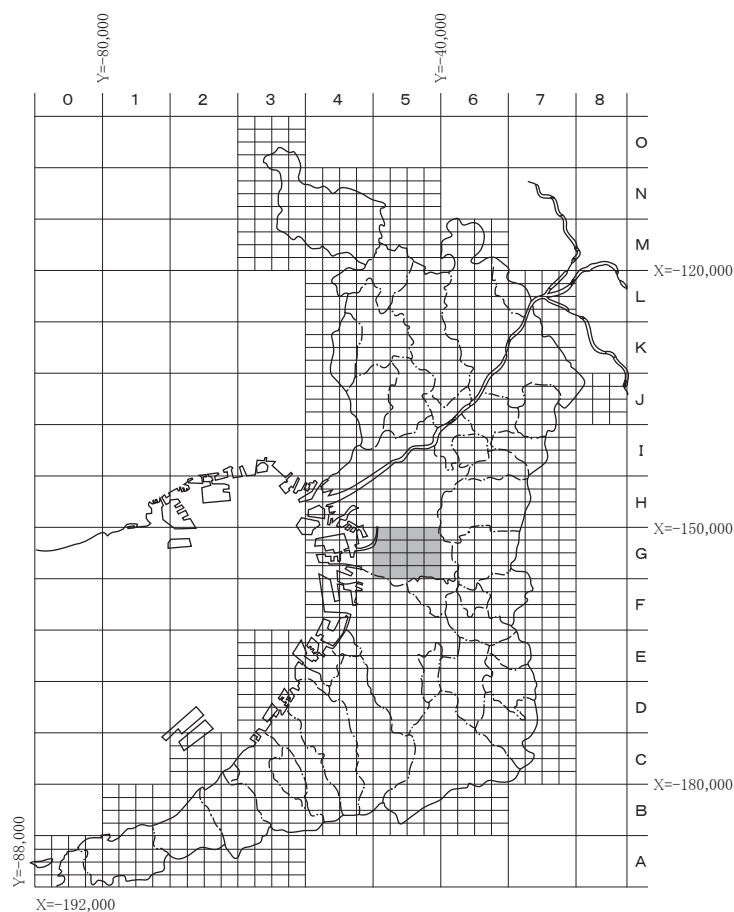 Y=-80,000
Y=-40,000
0 1 2 3 4 5 6 7 8
O
N
M
X=-120,000
L
K
J
I
H
X=-150,000
G
F
E
D
C
X=-180,000
B
Y=-88,000
A
X=-192,000